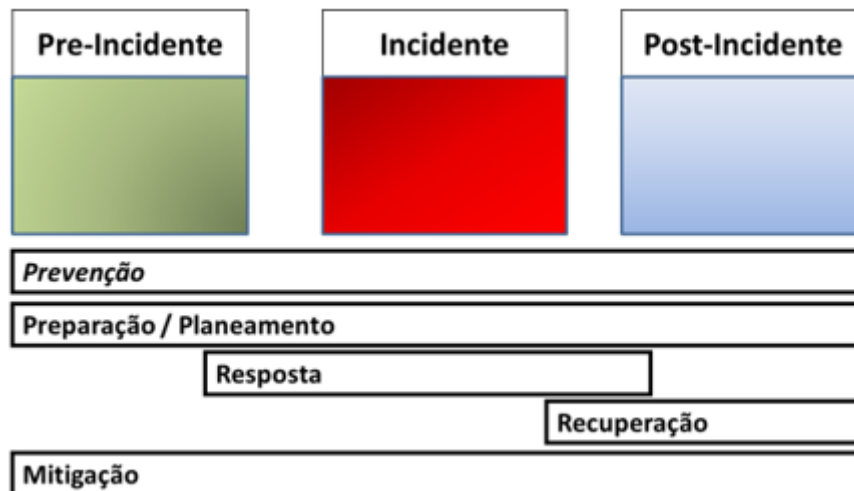 Pre-Incidente
Incidente
Post-Incidente
Prevenção
Preparação / Planeamento
Resposta
Recuperação
Mitigação